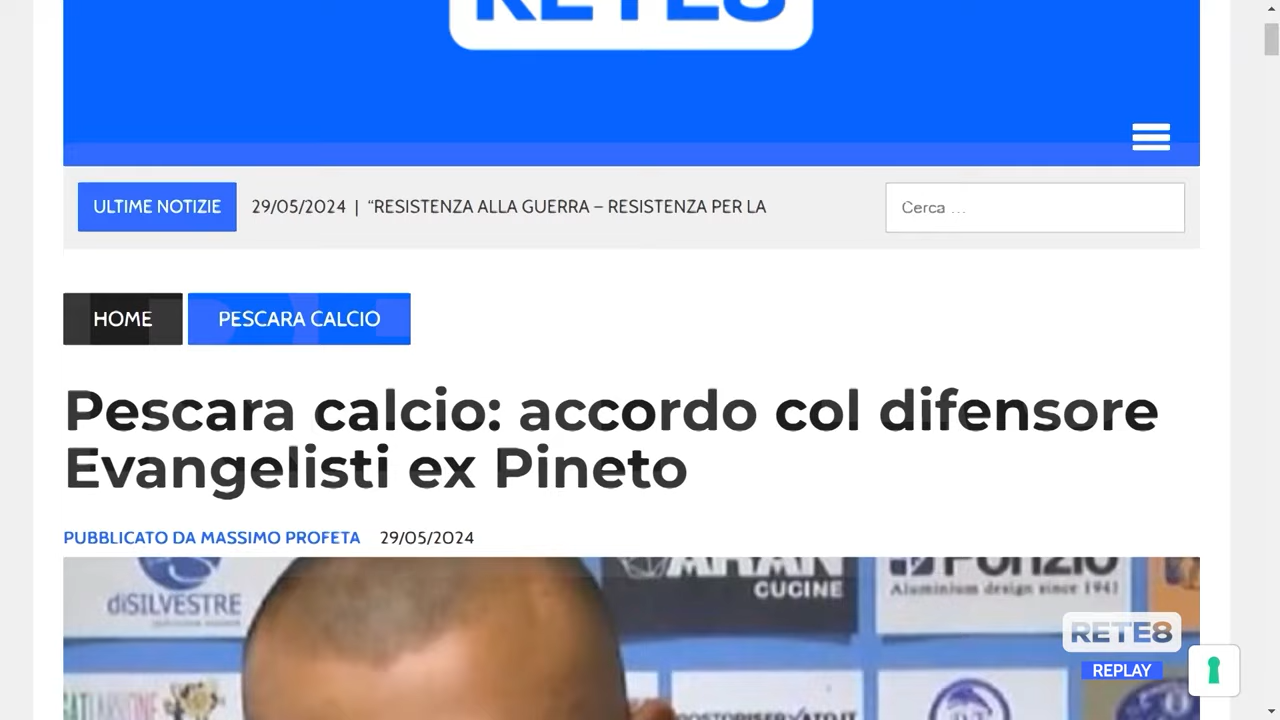 RETE8
ULTIME NOTIZIE
29/05/2024 | “RESISTENZA ALLA GUERRA – RESISTENZA PER LA
Cerca ...
HOME
PESCARA CALCIO
Pescara calcio: accordo col difensore
Evangelisti ex Pineto
PUBBLICATO DA MASSIMO PROFETA 29/05/2024
diSILVESTRE
CUCINE
PUNZIO
Aluminium design since 1941
RETE8
REPLAY